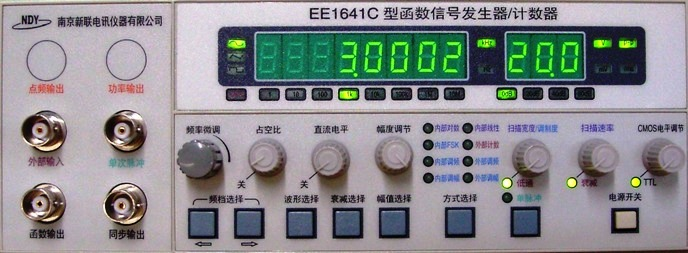 NDY
南京新联电讯仪器有限公司
点频输出
功率输出
外部输入
单次脉冲
函数输出
同步输出
EE1641C 型函数信号发生器/计数器
3.0002
20.0
频率微调
占空比
直流电平
幅度调节
关
关
频档选择
波形选择
衰减选择
幅值选择
方式选择
内部对数
内部线性
内部FSK
外部计数
内部调频
外部调频
内部调幅
外部调幅
扫描宽度/调制度
扫描速率
CMOS电平调节
低通
衰减
TTL
单脉冲
电源开关